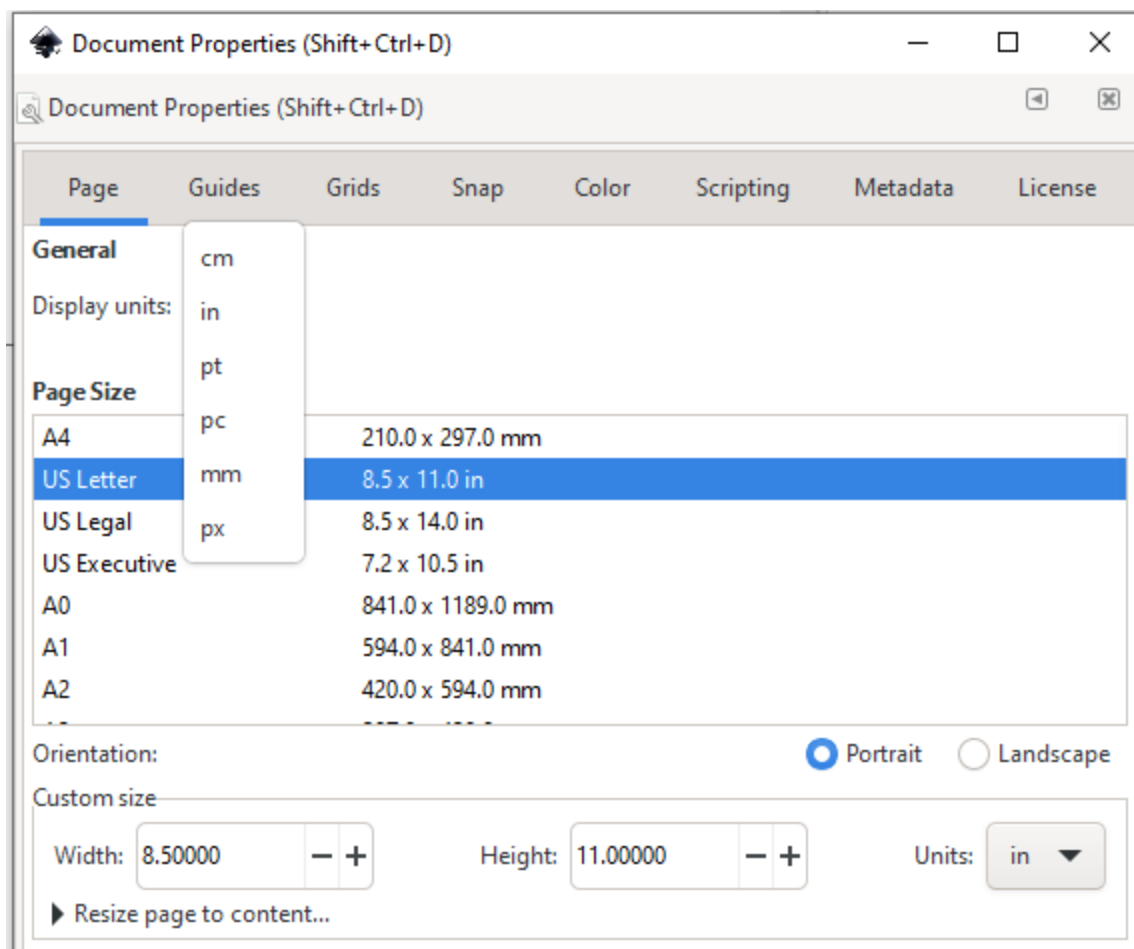 Document Properties (Shift+Ctrl+D)
Document Properties (Shift+Ctrl+D)
Page Guides Grids Snap Color Scripting Metadata License
General
Display units:
cm
in
pt
pc
mm
px
Page Size
A4 210.0 x 297.0 mm
US Letter 8.5 x 11.0 in
US Legal 8.5 x 14.0 in
US Executive 7.2 x 10.5 in
A0 841.0 x 1189.0 mm
A1 594.0 x 841.0 mm
A2 420.0 x 594.0 mm
Orientation: Portrait Landscape
Custom size
Width: 8.50000 Height: 11.00000 Units: in
Resize page to content...